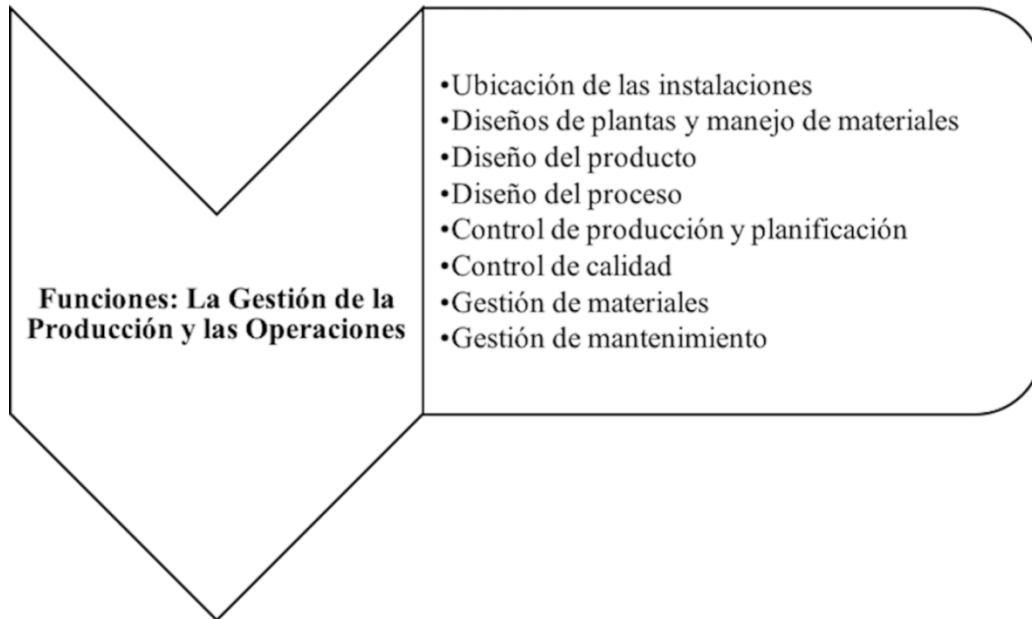 Funciones: La Gestión de la
Producción y las Operaciones
•Ubicación de las instalaciones
•Diseños de plantas y manejo de materiales
•Diseño del producto
•Diseño del proceso
•Control de producción y planificación
•Control de calidad
•Gestión de materiales
•Gestión de mantenimiento